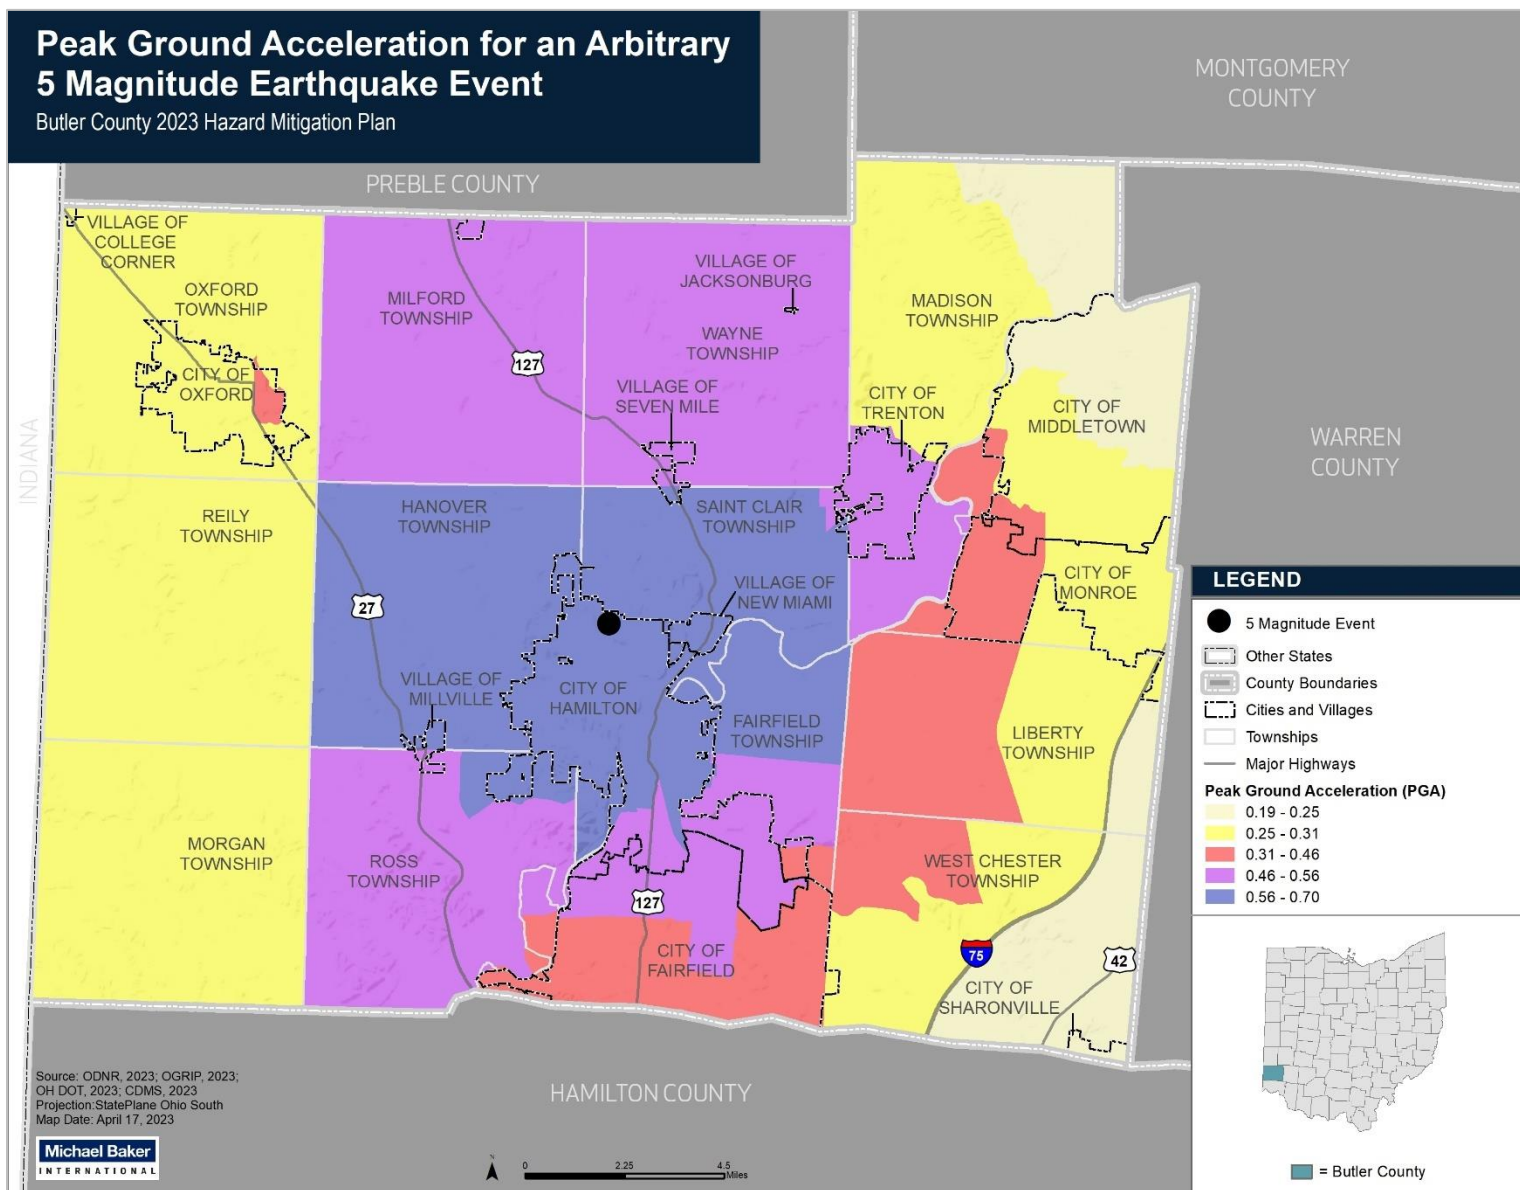 Peak Ground Acceleration for an Arbitrary
5 Magnitude Earthquake Event
Butler County 2023 Hazard Mitigation Plan
MONTGOMERY
COUNTY
PREBLE COUNTY
VILLAGE OF
COLLEGE
CORNER
OXFORD
TOWNSHIP
MILFORD
TOWNSHIP
VILLAGE OF
JACKSONBURG
WAYNE
TOWNSHIP
MADISON
TOWNSHIP
127
CITY OF
OXFORD
VILLAGE OF
SEVEN MILE
CITY OF
TRENTON
CITY OF
MIDDLETOWN
WARREN
COUNTY
INDIANA
REILY
TOWNSHIP
HANOVER
TOWNSHIP
SAINT CLAIR
TOWNSHIP
27
VILLAGE OF
NEW MIAMI
CITY OF
MONROE
VILLAGE OF
MILLVILLE
CITY OF
HAMILTON
FAIRFIELD
TOWNSHIP
LIBERTY
TOWNSHIP
MORGAN
TOWNSHIP
ROSS
TOWNSHIP
WEST CHESTER
TOWNSHIP
127
CITY OF
FAIRFIELD
75
42
CITY OF
SHARONVILLE
HAMILTON COUNTY
LEGEND
5 Magnitude Event
Other States
County Boundaries
Cities and Villages
Townships
Major Highways
Peak Ground Acceleration (PGA)
0.19 - 0.25
0.25 - 0.31
0.31 - 0.46
0.46 - 0.56
0.56 - 0.70
= Butler County
Source: ODNR, 2023; OGRIP, 2023;
OH DOT, 2023; CDMS, 2023
Projection:StatePlane Ohio South
Map Date: April 17, 2023
Michael Baker
INTERNATIONAL
N
0 2.25 4.5
Miles